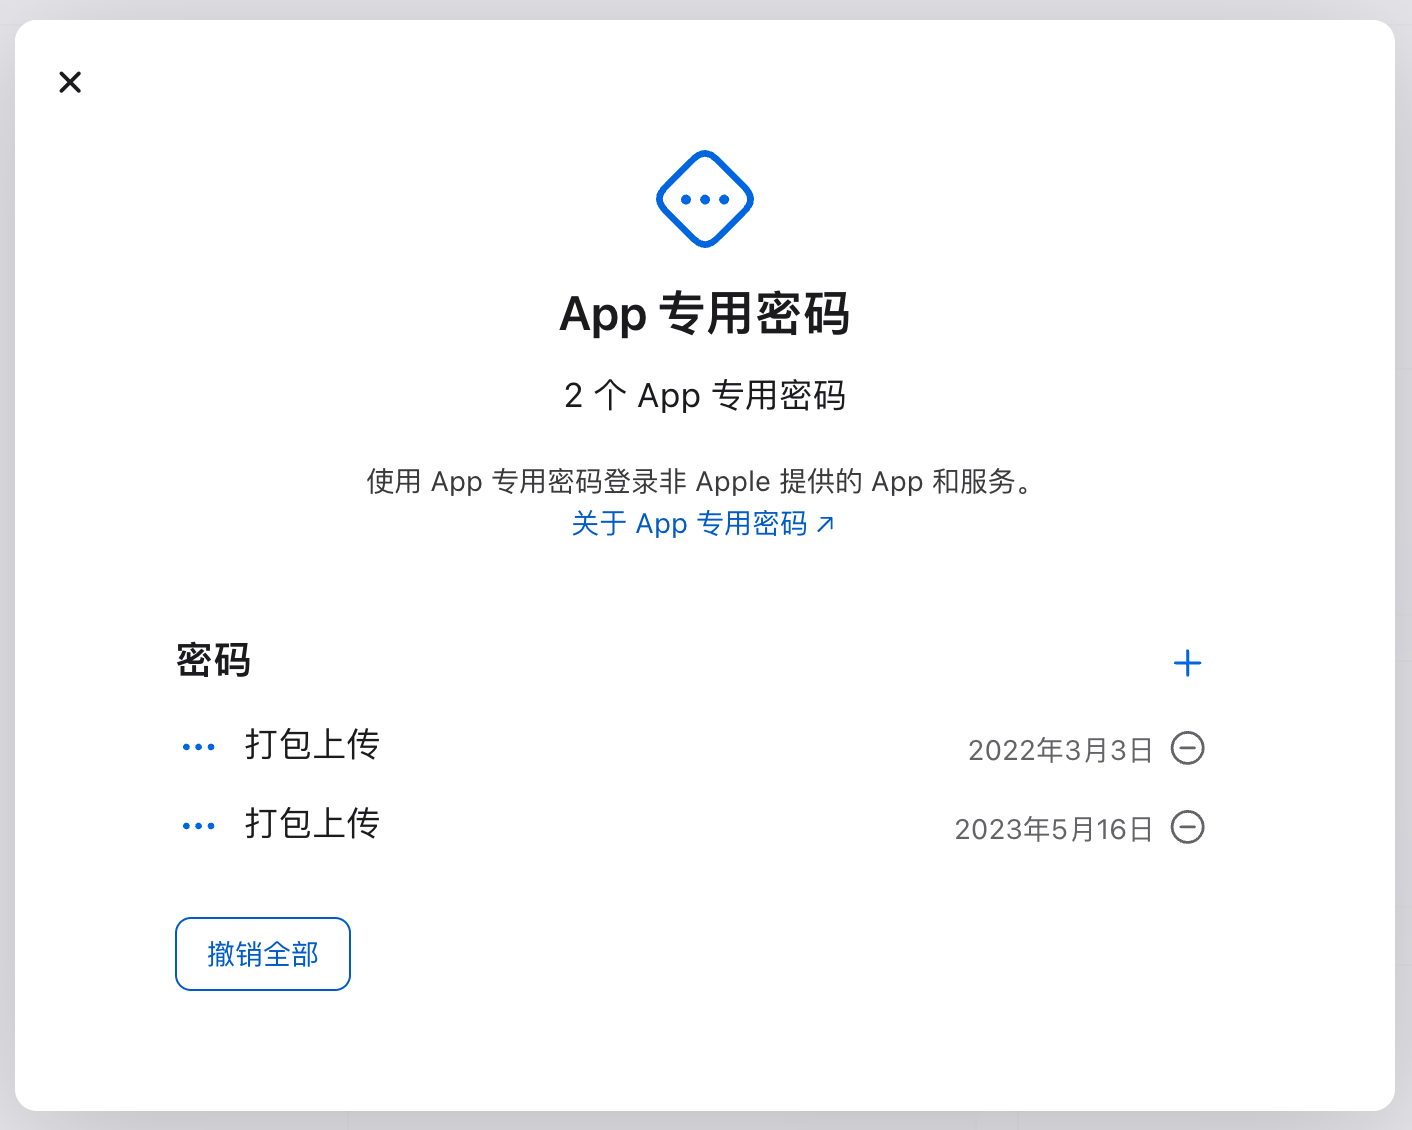 App 专用密码
2 个 App 专用密码
使用 App 专用密码登录非 Apple 提供的 App 和服务。
关于 App 专用密码 ↗
密码
打包上传 2022年3月3日
打包上传 2023年5月16日
撤销全部